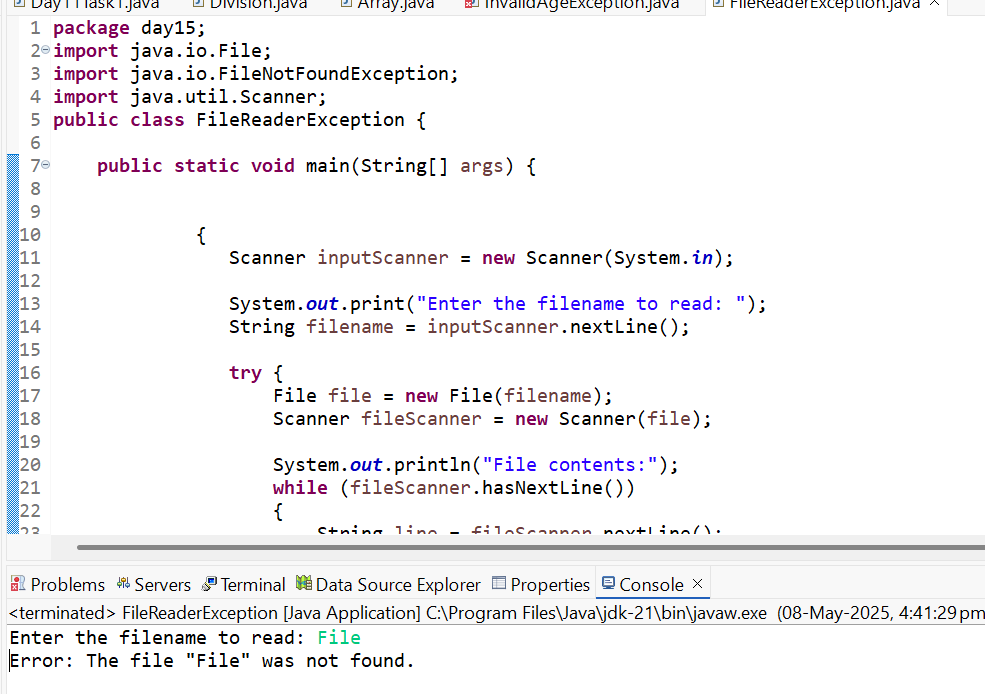 Day11Task1.java Division.java Array.java InvalidAgeException.java FileReaderException.java
1 package day15;
2 import java.io.File;
3 import java.io.FileNotFoundException;
4 import java.util.Scanner;
5 public class FileReaderException {
6
7 public static void main(String[] args) {
8
9
10 {
11 Scanner inputScanner = new Scanner(System.in);
12
13 System.out.print("Enter the filename to read: ");
14 String filename = inputScanner.nextLine();
15
16 try {
17 File file = new File(filename);
18 Scanner fileScanner = new Scanner(file);
19
20 System.out.println("File contents:");
21 while (fileScanner.hasNextLine())
22 {
23 String line = fileScanner.nextLine();
Problems Servers Terminal Data Source Explorer Properties Console
<terminated> FileReaderException [Java Application] C:\Program Files\Java\jdk-21\bin\javaw.exe (08-May-2025, 4:41:29 pm
Enter the filename to read: File
Error: The file "File" was not found.